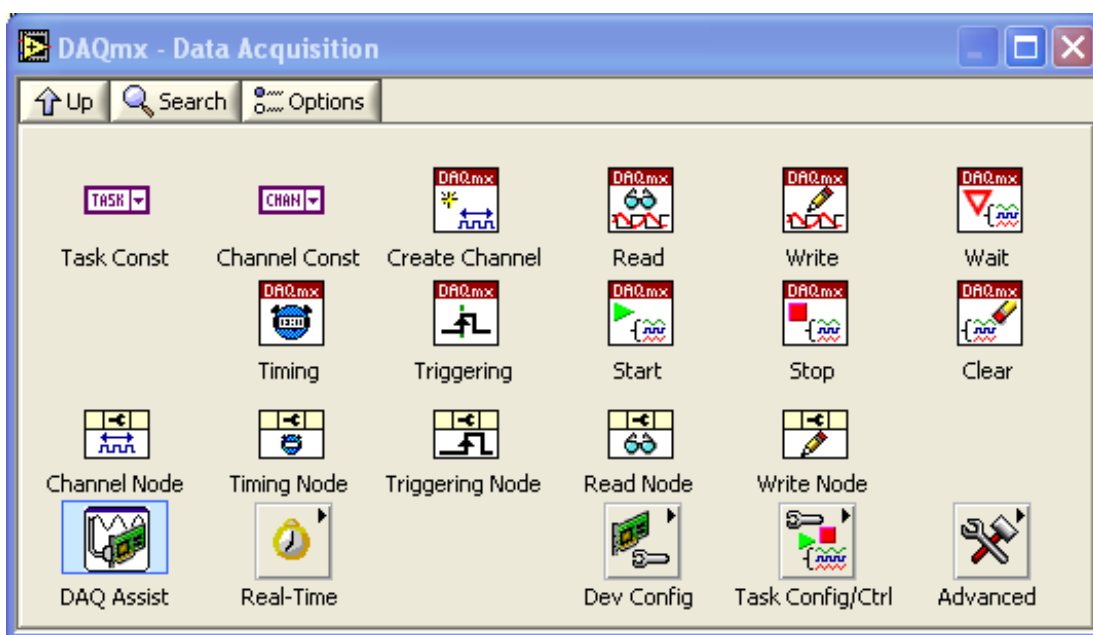 DAQmx - Data Acquisition
Up Search Options
TASK CHAN DAQmx DAQmx DAQmx DAQmx
Task Const Channel Const Create Channel Read Write Wait
DAQmx DAQmx DAQmx DAQmx DAQmx
Timing Triggering Start Stop Clear
Channel Node Timing Node Triggering Node Read Node Write Node
DAQ Assist Real-Time Dev Config Task Config/Ctrl Advanced